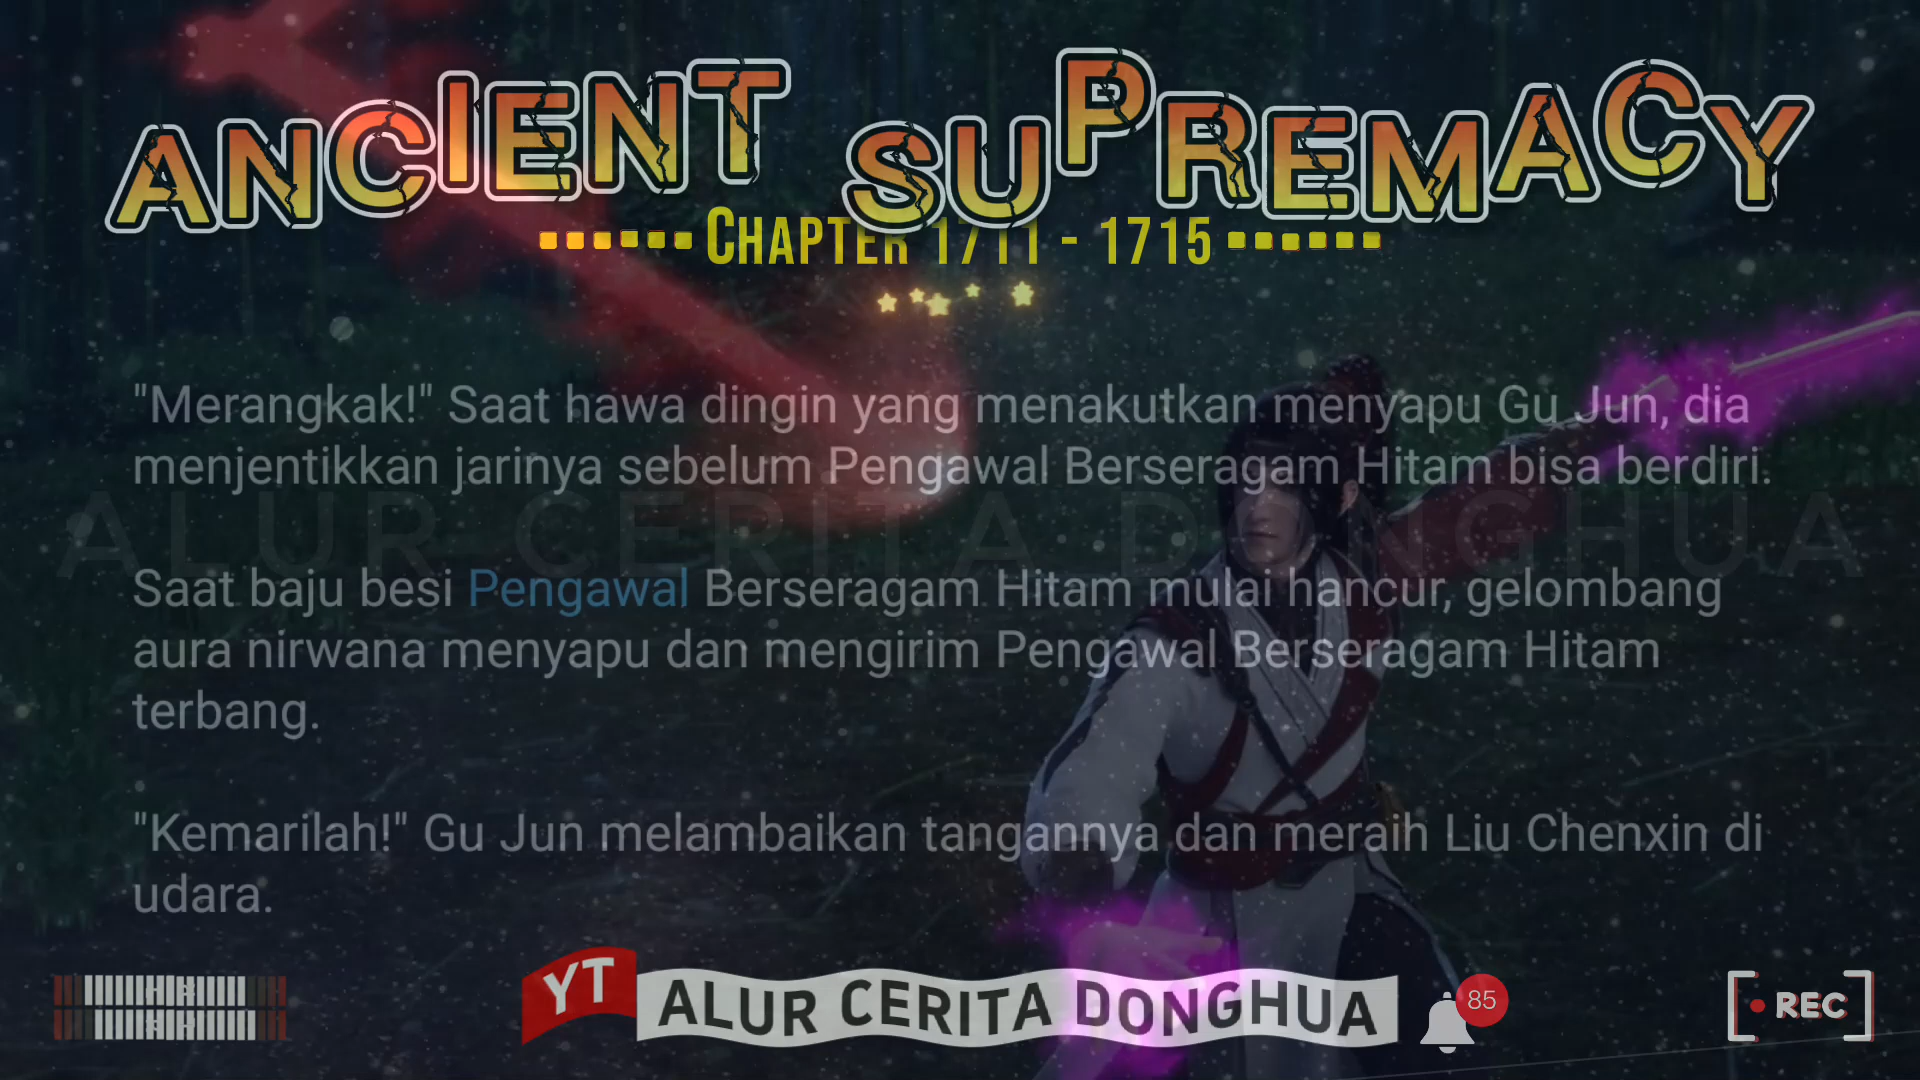 ANCIENT SUPREMACY
CHAPTER 1711 - 1715
"Merangkak!" Saat hawa dingin yang menakutkan menyapu Gu Jun, dia
menjentikkan jarinya sebelum Pengawal Berseragam Hitam bisa berdiri.
ALUR CERITA DONGHUA
Saat baju besi Pengawal Berseragam Hitam mulai hancur, gelombang
aura nirwana menyapu dan mengirim Pengawal Berseragam Hitam
terbang.
"Kemarilah!" Gu Jun melambaikan tangannya dan meraih Liu Chenxin di
udara.
YT ALUR CERITA DONGHUA
85
REC